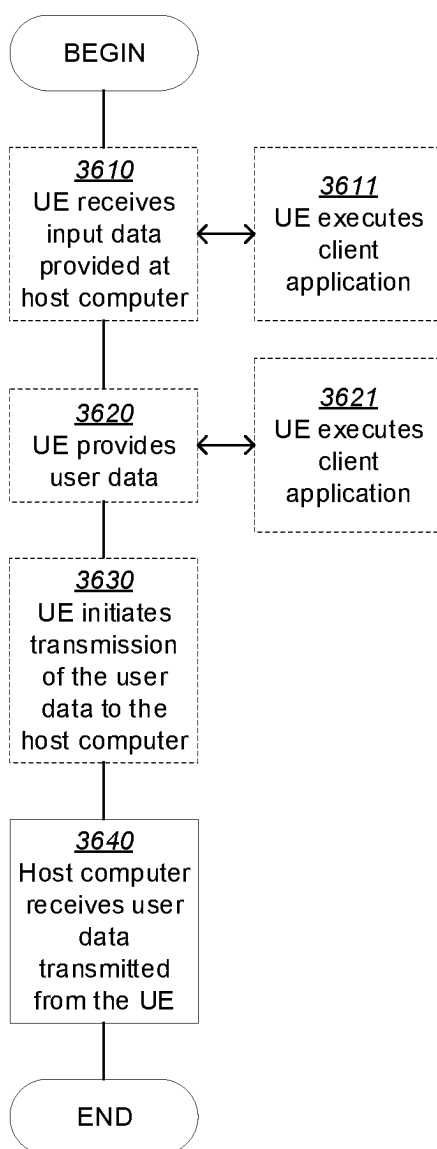 BEGIN
3610
UE receives
input data
provided at
host computer
3611
UE executes
client
application
3620
UE provides
user data
3621
UE executes
client
application
3630
UE initiates
transmission
of the user
data to the
host computer
3640
Host computer
receives user
data
transmitted
from the UE
END